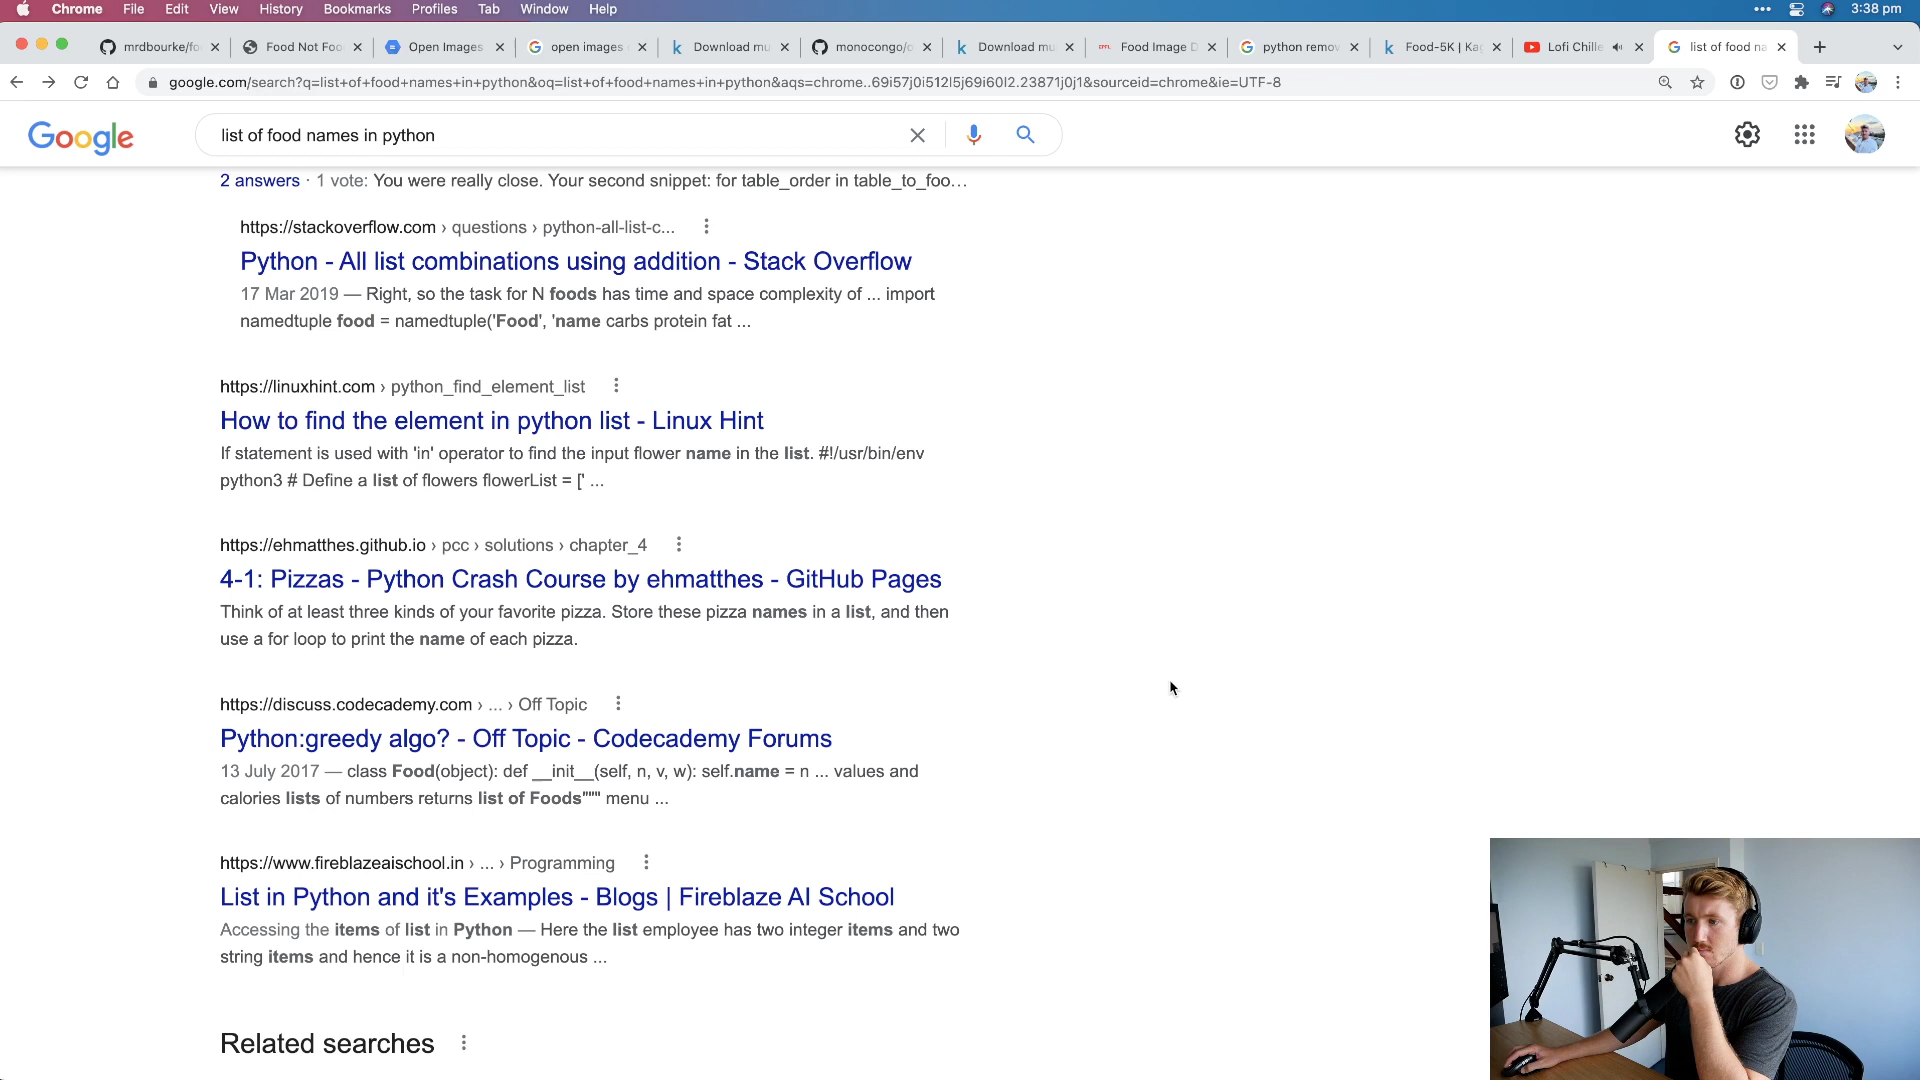 Chrome File Edit View History Bookmarks Profiles Tab Window Help 3:38 pm
mrdbourke/fo Food Not Foo Open Images open images Download mu monocongo/o Download mu Food Image D python remov Food-5K | Kag Lofi Chille list of food na
google.com/search?q=list+of+food+names+in+python&oq=list+of+food+names+in+python&aqs=chrome..69i57j0i512l5j69i60l2.23871j0j1&sourceid=chrome&ie=UTF-8
Google
list of food names in python
2 answers · 1 vote: You were really close. Your second snippet: for table_order in table_to_foo...
https://stackoverflow.com › questions › python-all-list-c...
Python - All list combinations using addition - Stack Overflow
17 Mar 2019 — Right, so the task for N foods has time and space complexity of ... import
namedtuple food = namedtuple('Food', 'name carbs protein fat ...
https://linuxhint.com › python_find_element_list
How to find the element in python list - Linux Hint
If statement is used with 'in' operator to find the input flower name in the list. #!/usr/bin/env
python3 # Define a list of flowers flowerList = [' ...
https://ehmatthes.github.io › pcc › solutions › chapter_4
4-1: Pizzas - Python Crash Course by ehmatthes - GitHub Pages
Think of at least three kinds of your favorite pizza. Store these pizza names in a list, and then
use a for loop to print the name of each pizza.
https://discuss.codecademy.com › ... › Off Topic
Python:greedy algo? - Off Topic - Codecademy Forums
13 July 2017 — class Food(object): def __init__(self, n, v, w): self.name = n ... values and
calories lists of numbers returns list of Foods""" menu ...
https://www.fireblazeaischool.in › ... › Programming
List in Python and it's Examples - Blogs | Fireblaze AI School
Accessing the items of list in Python — Here the list employee has two integer items and two
string items and hence it is a non-homogenous ...
Related searches